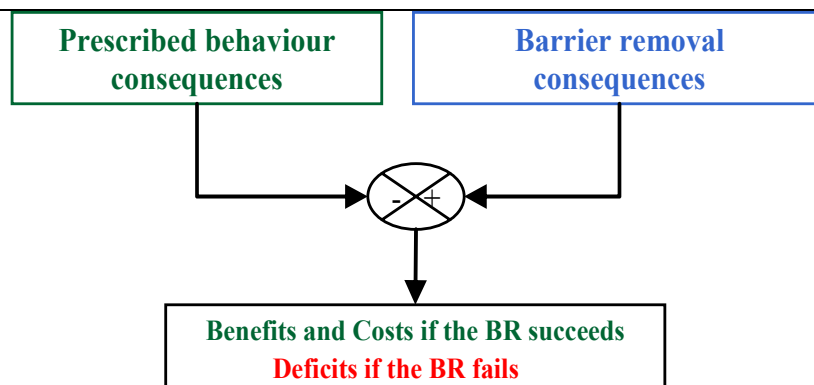 Prescribed behaviour
consequences
Barrier removal
consequences
- +
Benefits and Costs if the BR succeeds
Deficits if the BR fails